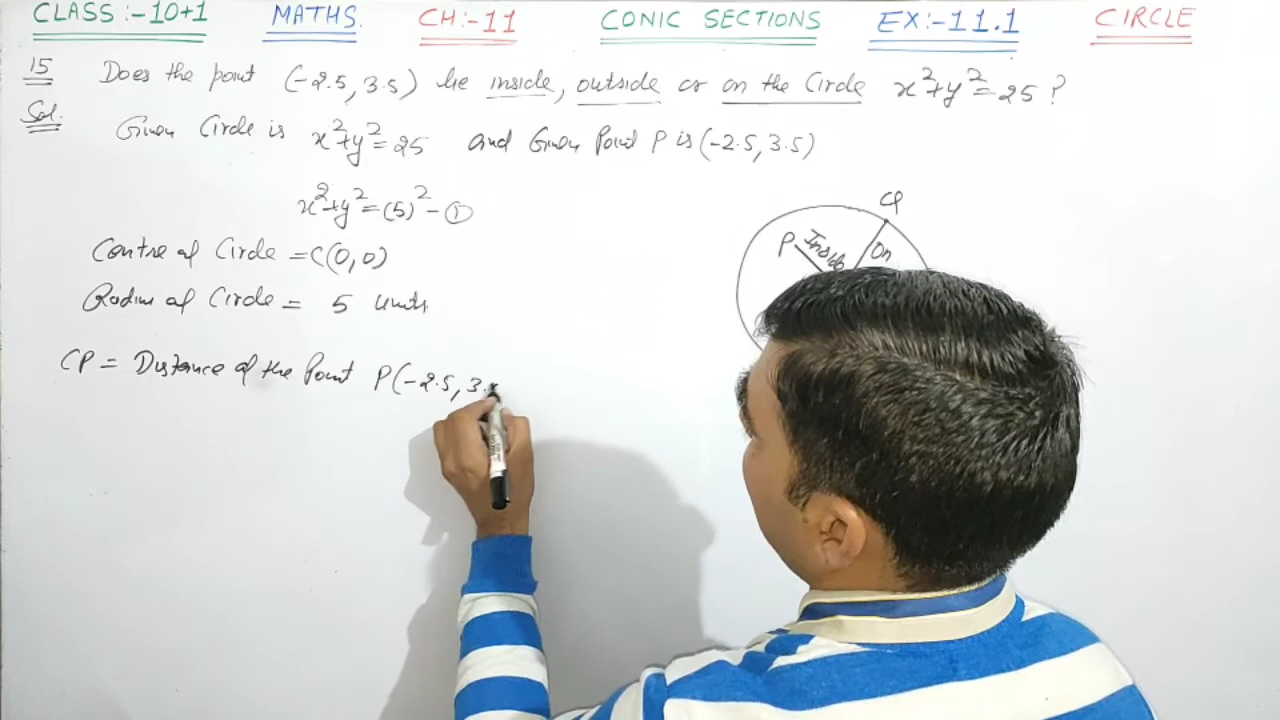 CLASS :-10+1 MATHS. CH:-11 CONIC SECTIONS EX:-11.1 CIRCLE
15 Does the point (-2.5, 3.5) lie inside, outside or on the Circle x²+y²=25?
Sol. Given Circle is x²+y²=25 and Given Point P is (-2.5, 3.5)
x²+y²=(5)² - ①
Centre of Circle = C(0,0)
Radius of Circle = 5 units.
CP = Distance of the Point P(-2.5, 3.
Q
P Inside On